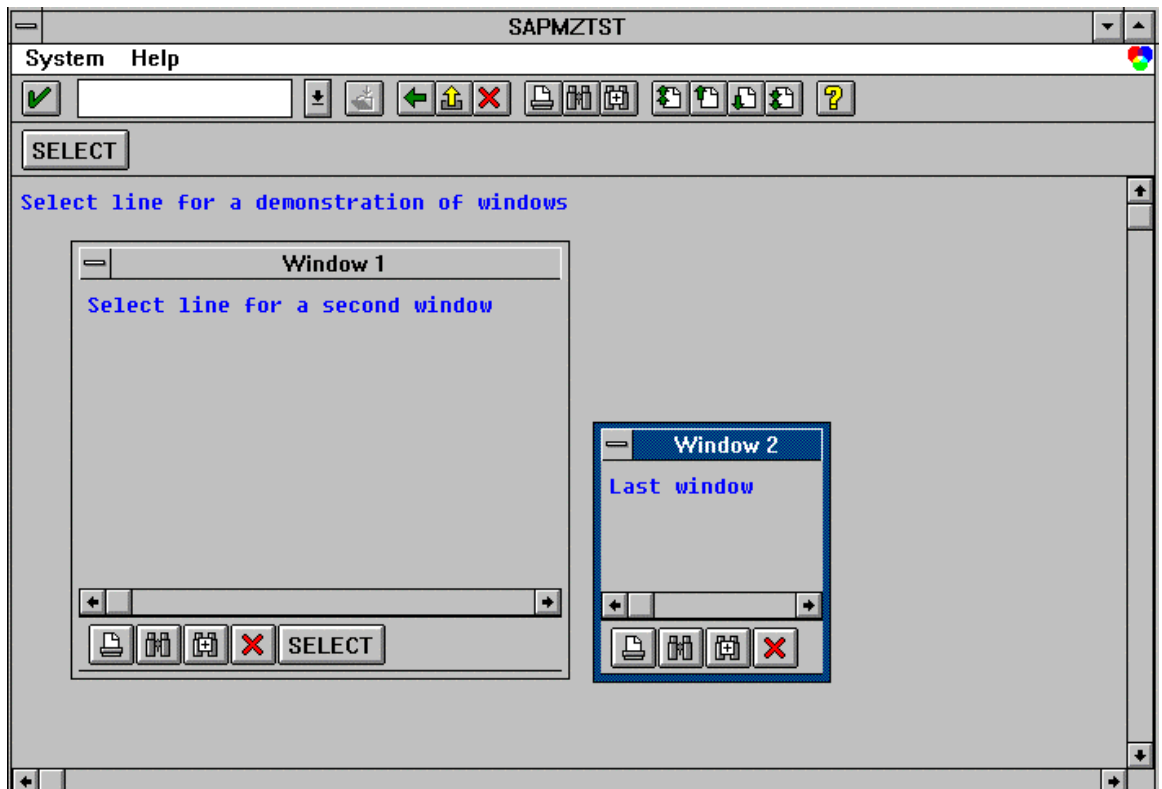 SAPMZTST
System Help
SELECT
Select line for a demonstration of windows
Window 1
Select line for a second window
SELECT
Window 2
Last window